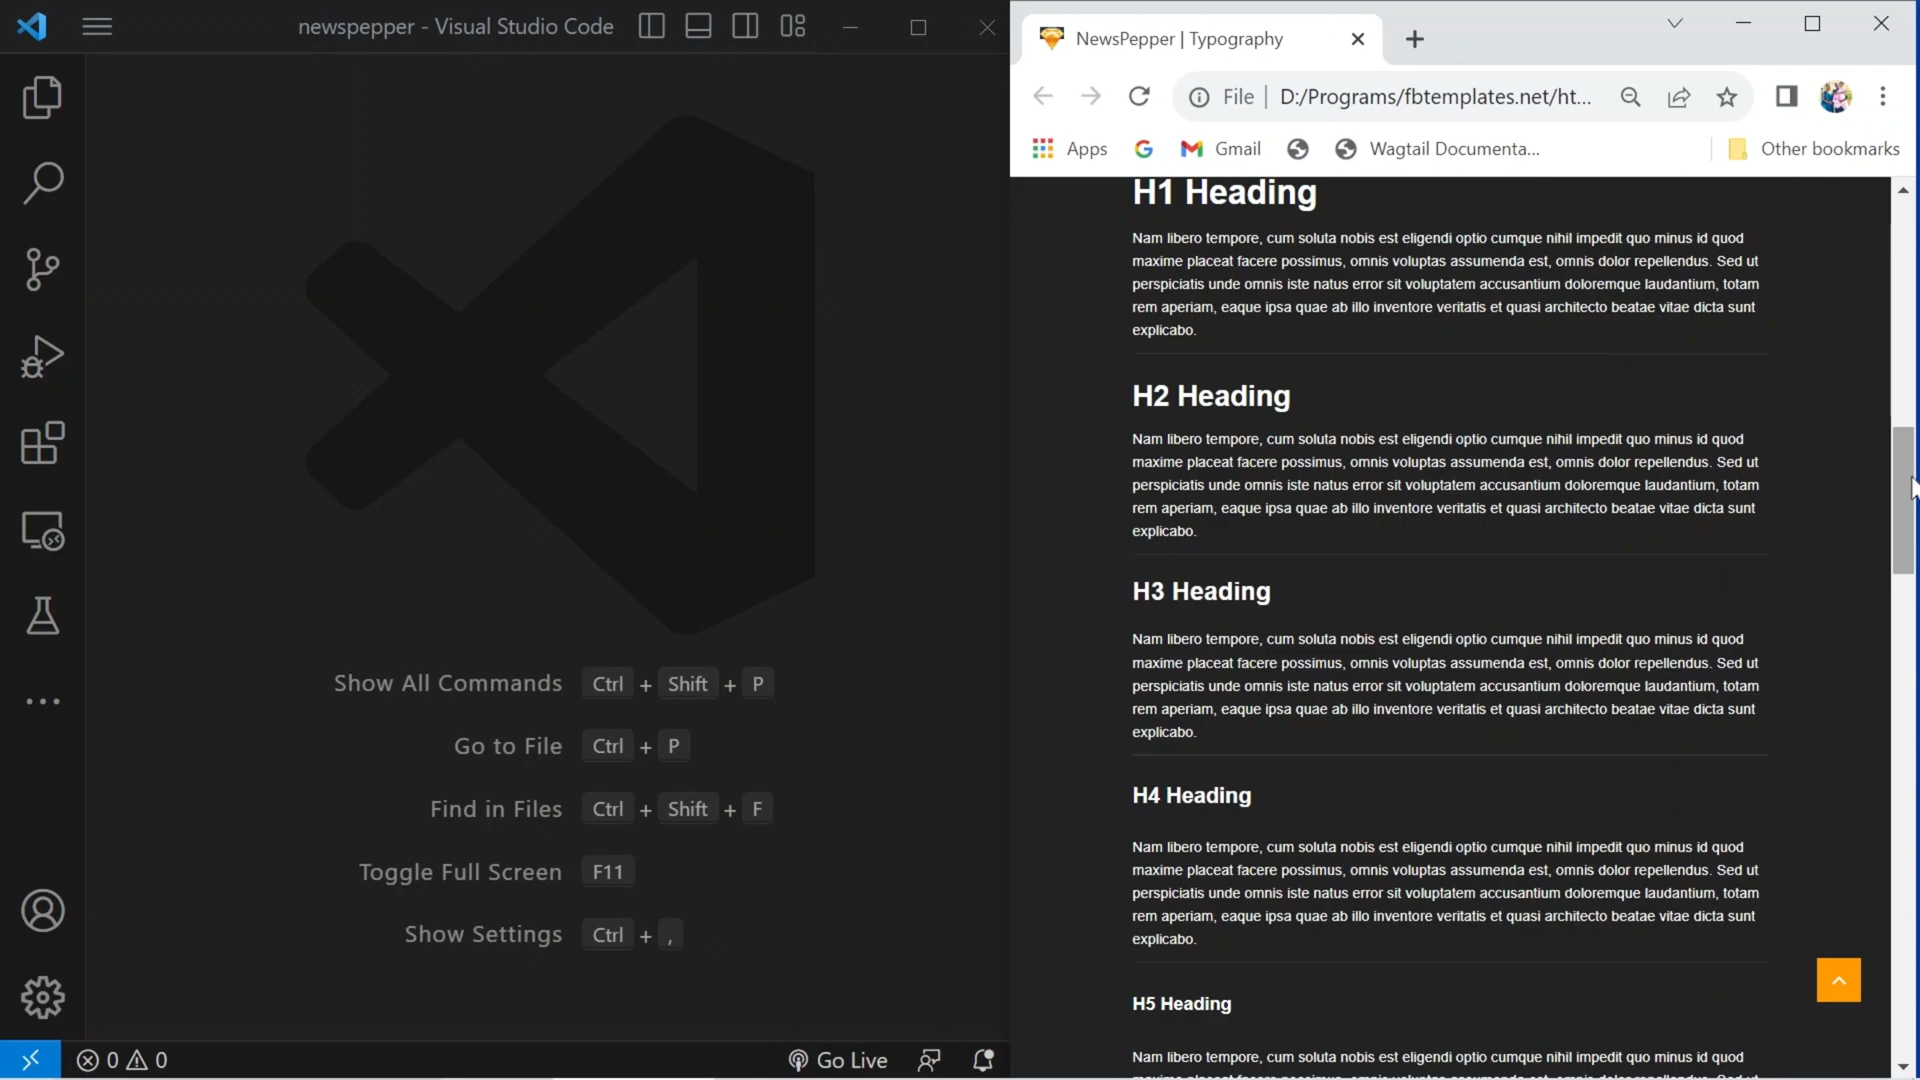 newspepper - Visual Studio Code
Show All Commands Ctrl + Shift + P
Go to File Ctrl + P
Find in Files Ctrl + Shift + F
Toggle Full Screen F11
Show Settings Ctrl + ,
0 0
Go Live
NewsPepper | Typography
File D:/Programs/fbtemplates.net/ht...
Apps Gmail Wagtail Documenta... Other bookmarks
H1 Heading
Nam libero tempore, cum soluta nobis est eligendi optio cumque nihil impedit quo minus id quod
maxime placeat facere possimus, omnis voluptas assumenda est, omnis dolor repellendus. Sed ut
perspiciatis unde omnis iste natus error sit voluptatem accusantium doloremque laudantium, totam
rem aperiam, eaque ipsa quae ab illo inventore veritatis et quasi architecto beatae vitae dicta sunt
explicabo.
H2 Heading
Nam libero tempore, cum soluta nobis est eligendi optio cumque nihil impedit quo minus id quod
maxime placeat facere possimus, omnis voluptas assumenda est, omnis dolor repellendus. Sed ut
perspiciatis unde omnis iste natus error sit voluptatem accusantium doloremque laudantium, totam
rem aperiam, eaque ipsa quae ab illo inventore veritatis et quasi architecto beatae vitae dicta sunt
explicabo.
H3 Heading
Nam libero tempore, cum soluta nobis est eligendi optio cumque nihil impedit quo minus id quod
maxime placeat facere possimus, omnis voluptas assumenda est, omnis dolor repellendus. Sed ut
perspiciatis unde omnis iste natus error sit voluptatem accusantium doloremque laudantium, totam
rem aperiam, eaque ipsa quae ab illo inventore veritatis et quasi architecto beatae vitae dicta sunt
explicabo.
H4 Heading
Nam libero tempore, cum soluta nobis est eligendi optio cumque nihil impedit quo minus id quod
maxime placeat facere possimus, omnis voluptas assumenda est, omnis dolor repellendus. Sed ut
perspiciatis unde omnis iste natus error sit voluptatem accusantium doloremque laudantium, totam
rem aperiam, eaque ipsa quae ab illo inventore veritatis et quasi architecto beatae vitae dicta sunt
explicabo.
H5 Heading
Nam libero tempore, cum soluta nobis est eligendi optio cumque nihil impedit quo minus id quod